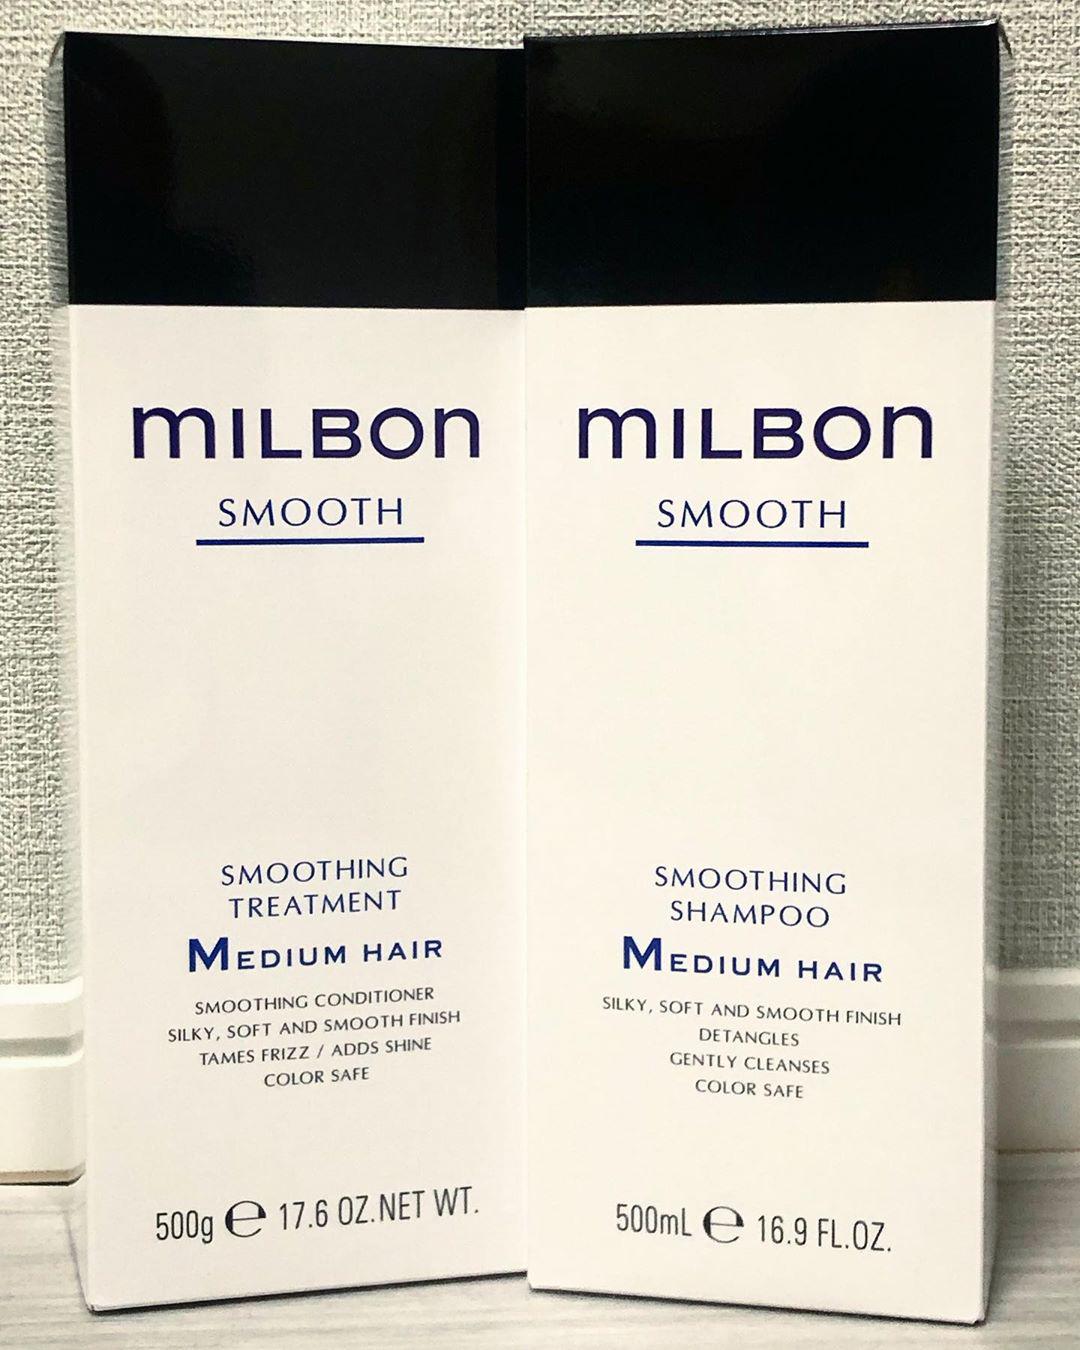 MILBON
SMOOTH
SMOOTHING
TREATMENT
MEDIUM HAIR
SMOOTHING CONDITIONER
SILKY, SOFT AND SMOOTH FINISH
TAMES FRIZZ / ADDS SHINE
COLOR SAFE
500g e 17.6 OZ.NET WT.
MILBON
SMOOTH
SMOOTHING
SHAMPOO
MEDIUM HAIR
SILKY, SOFT AND SMOOTH FINISH
DETANGLES
GENTLY CLEANSES
COLOR SAFE
500mL e 16.9 FL.OZ.